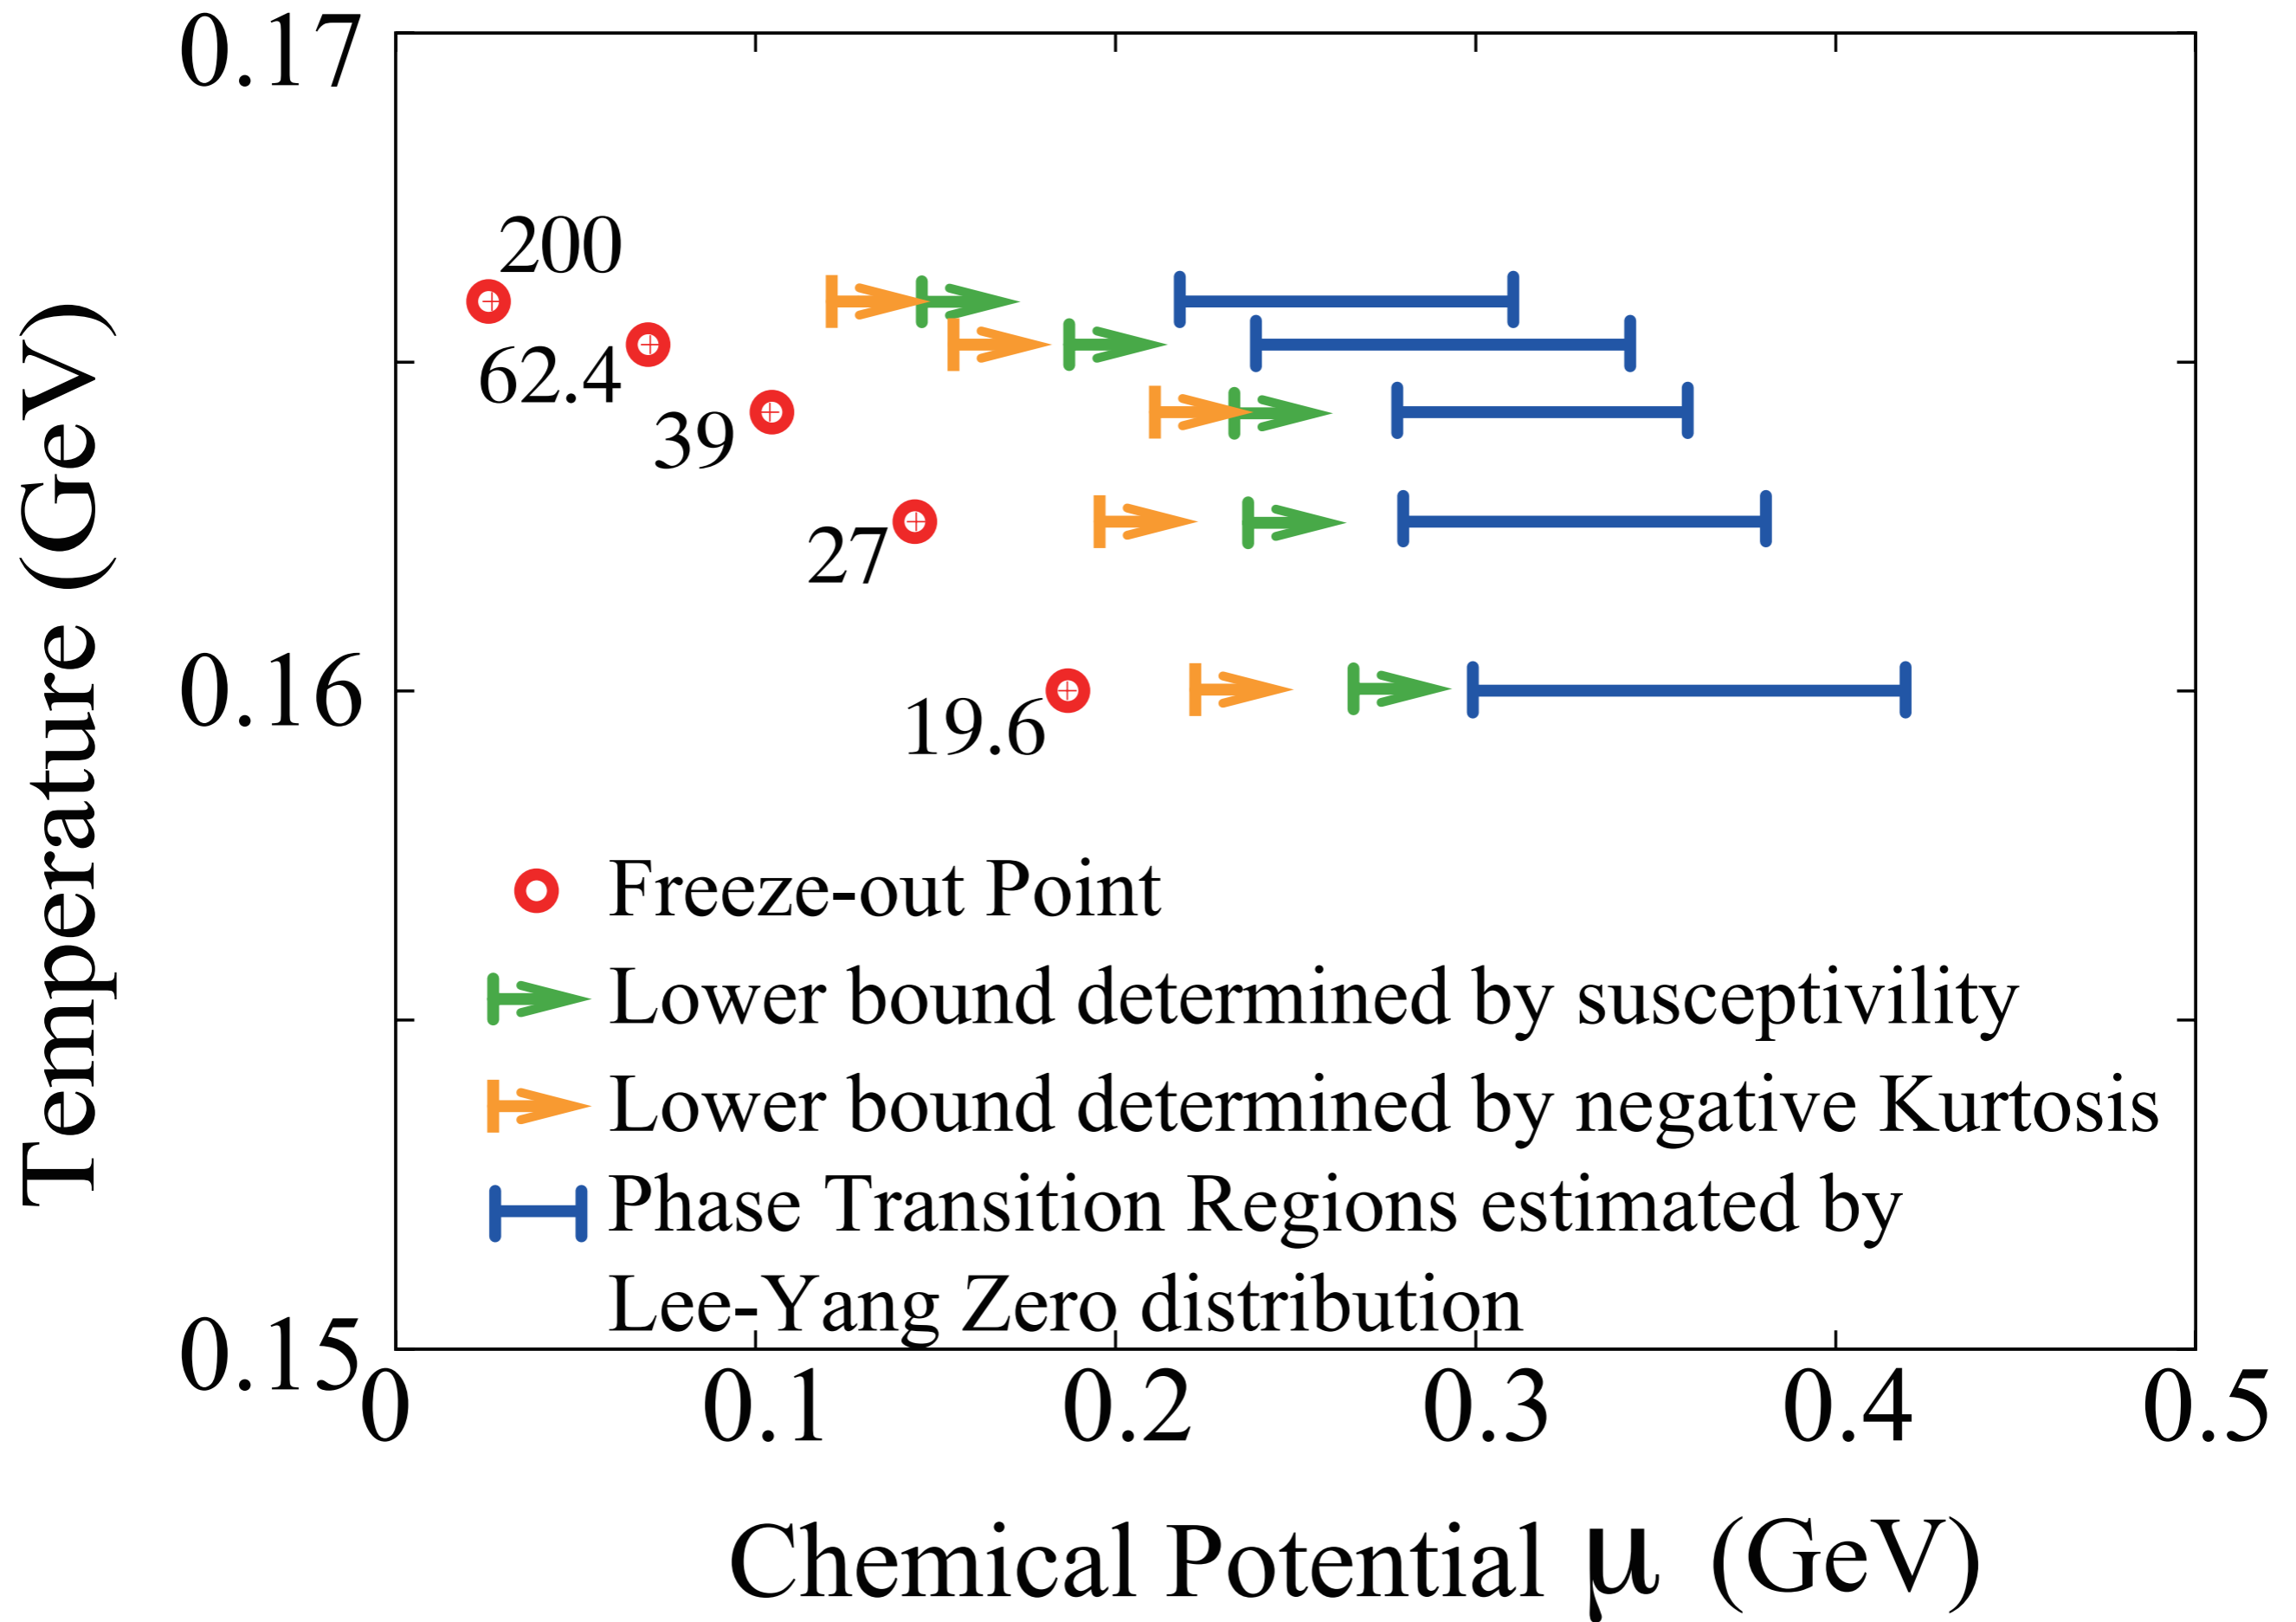 0.17
200
62.4
39
27
0.16
19.6
Temperature (GeV)
Freeze-out Point
Lower bound determined by susceptivility
Lower bound determined by negative Kurtosis
Phase Transition Regions estimated by
Lee-Yang Zero distribution
0.15
0 0.1 0.2 0.3 0.4 0.5
Chemical Potential μ (GeV)